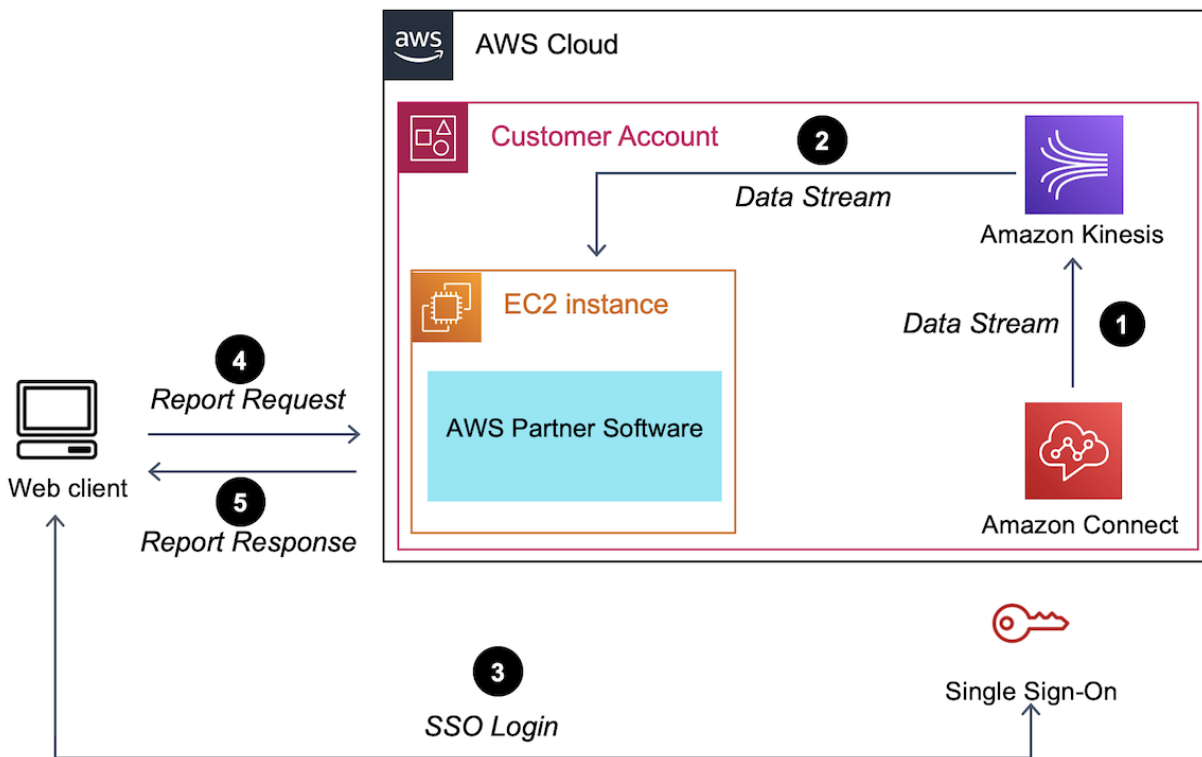 aws
AWS Cloud
Customer Account
2
Data Stream
Amazon Kinesis
EC2 instance
Data Stream
1
4
Report Request
AWS Partner Software
Web client
5
Report Response
Amazon Connect
3
SSO Login
Single Sign-On